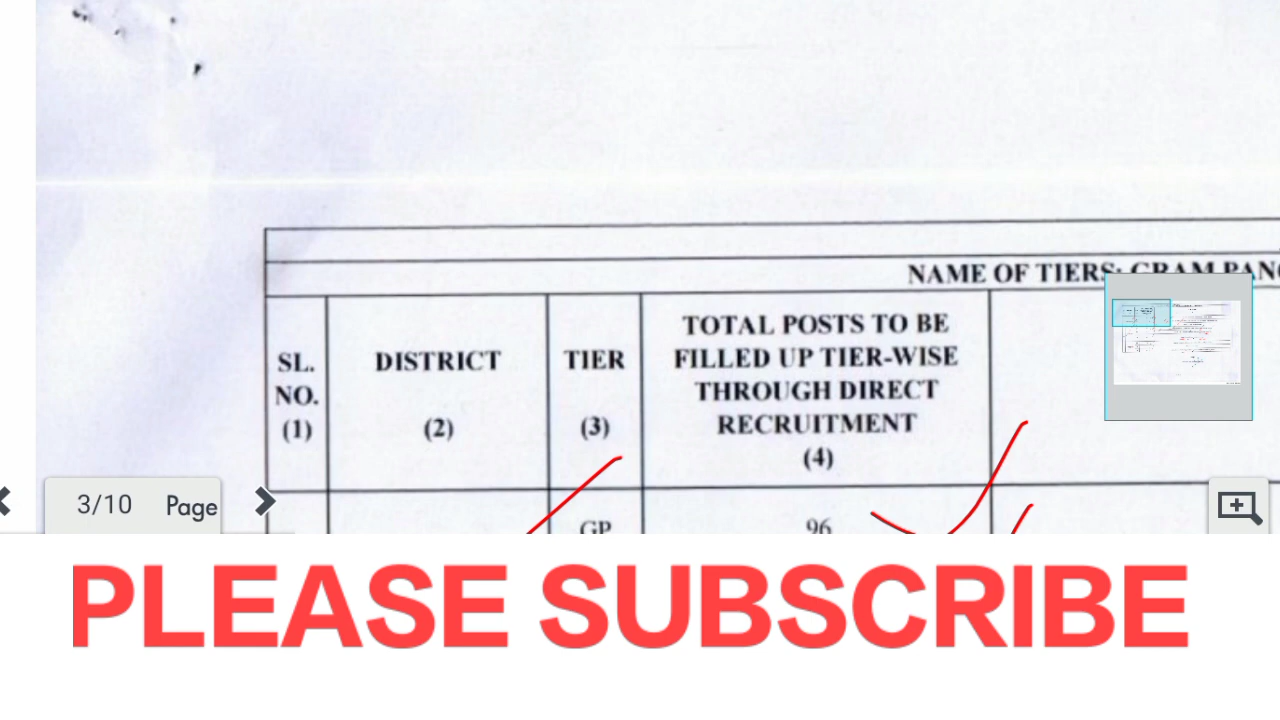 NAME OF TIERS: GRAM
SL.
NO.
(1)
DISTRICT
(2)
TIER
(3)
TOTAL POSTS TO BE
FILLED UP TIER-WISE
THROUGH DIRECT
RECRUITMENT
(4)
GP
96
3/10 Page
PLEASE SUBSCRIBE